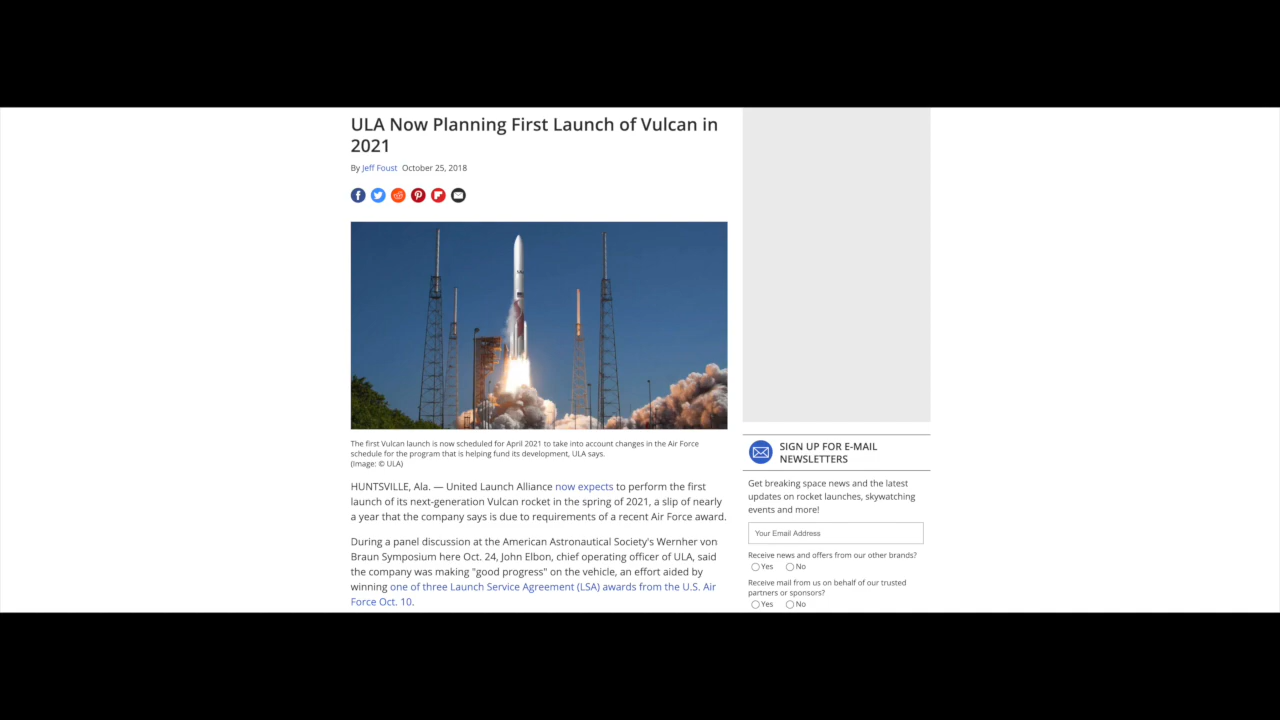 ULA Now Planning First Launch of Vulcan in
2021
By Jeff Foust October 25, 2018
The first Vulcan launch is now scheduled for April 2021 to take into account changes in the Air Force
schedule for the program that is helping fund its development, ULA says.
(Image: © ULA)
HUNTSVILLE, Ala. — United Launch Alliance now expects to perform the first
launch of its next-generation Vulcan rocket in the spring of 2021, a slip of nearly
a year that the company says is due to requirements of a recent Air Force award.
During a panel discussion at the American Astronautical Society's Wernher von
Braun Symposium here Oct. 24, John Elbon, chief operating officer of ULA, said
the company was making "good progress" on the vehicle, an effort aided by
winning one of three Launch Service Agreement (LSA) awards from the U.S. Air
Force Oct. 10.
SIGN UP FOR E-MAIL
NEWSLETTERS
Get breaking space news and the latest
updates on rocket launches, skywatching
events and more!
Your Email Address
Receive news and offers from our other brands?
Yes No
Receive mail from us on behalf of our trusted
partners or sponsors?
Yes No